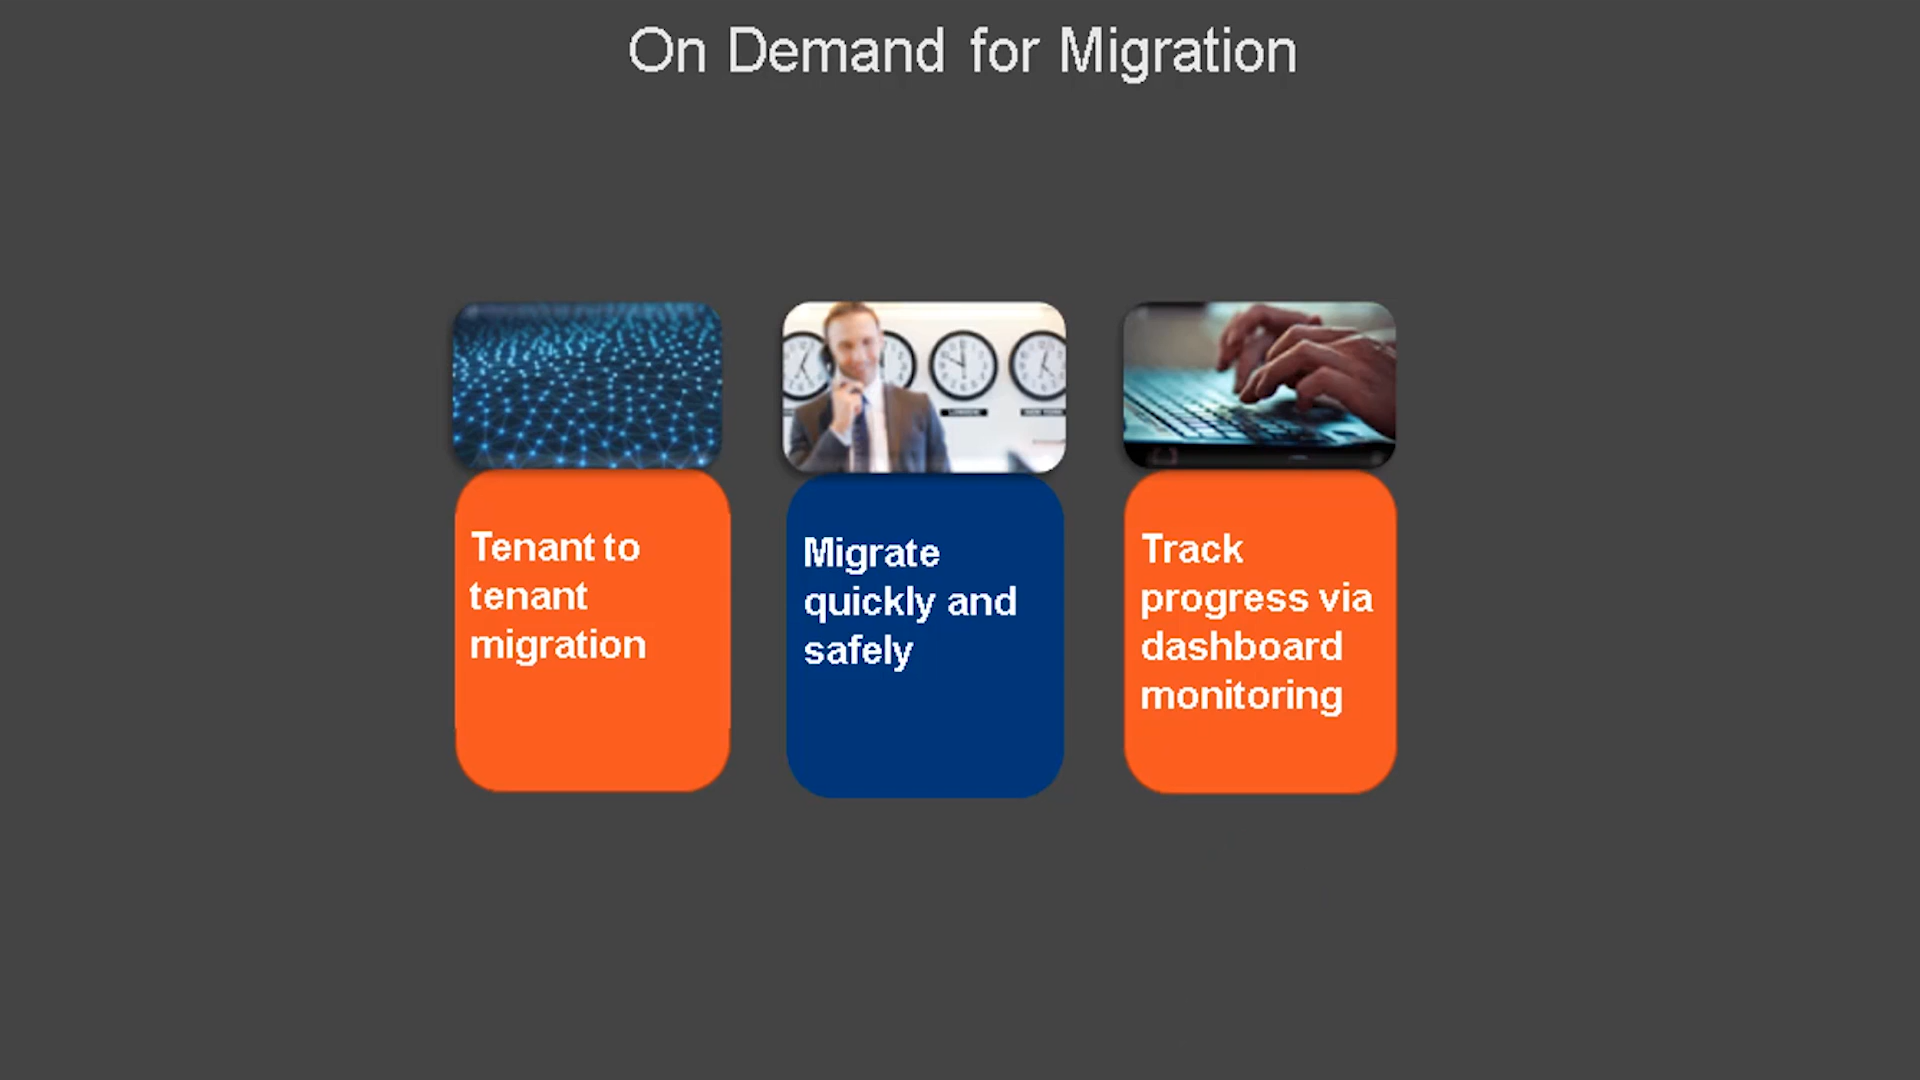 On Demand for Migration
Tenant to
tenant
migration
Migrate
quickly and
safely
Track
progress via
dashboard
monitoring